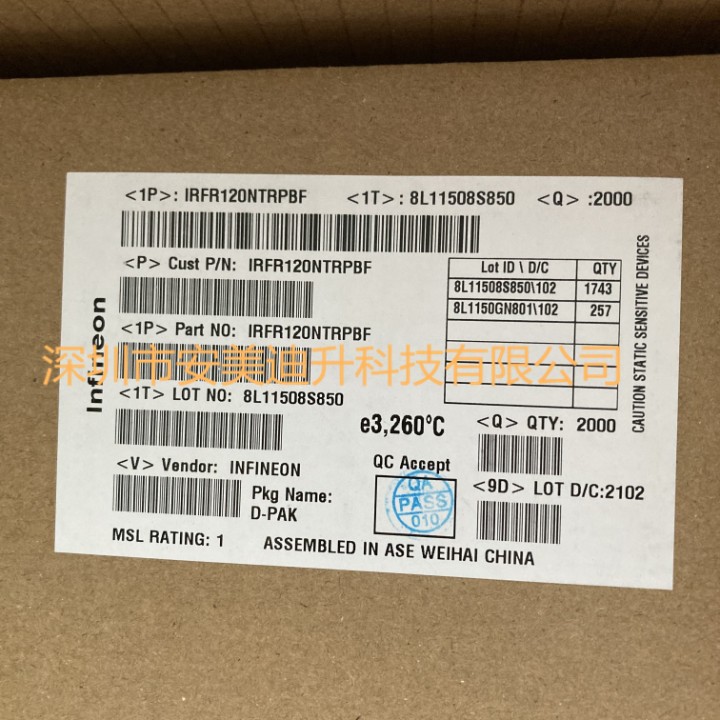 <1P>: IRFR120NTRPBF <1T>: 8L11508S850 <Q> :2000
<P> Cust P/N: IRFR120NTRPBF
Lot ID \ D/C QTY
8L11508S850\102 1743
8L1150GN801\102 257
<1P> Part NO: IRFR120NTRPBF
深圳市安美迪升科技有限公司
<1T> LOT NO: 8L11508S850
e3,260°C
<Q> QTY: 2000
<V> Vendor: INFINEON
QC Accept
QA
PASS
010
<9D> LOT D/C:2102
Pkg Name:
D-PAK
MSL RATING: 1
ASSEMBLED IN ASE WEIHAI CHINA
Infineon
CAUTION STATIC SENSITIVE DEVICES